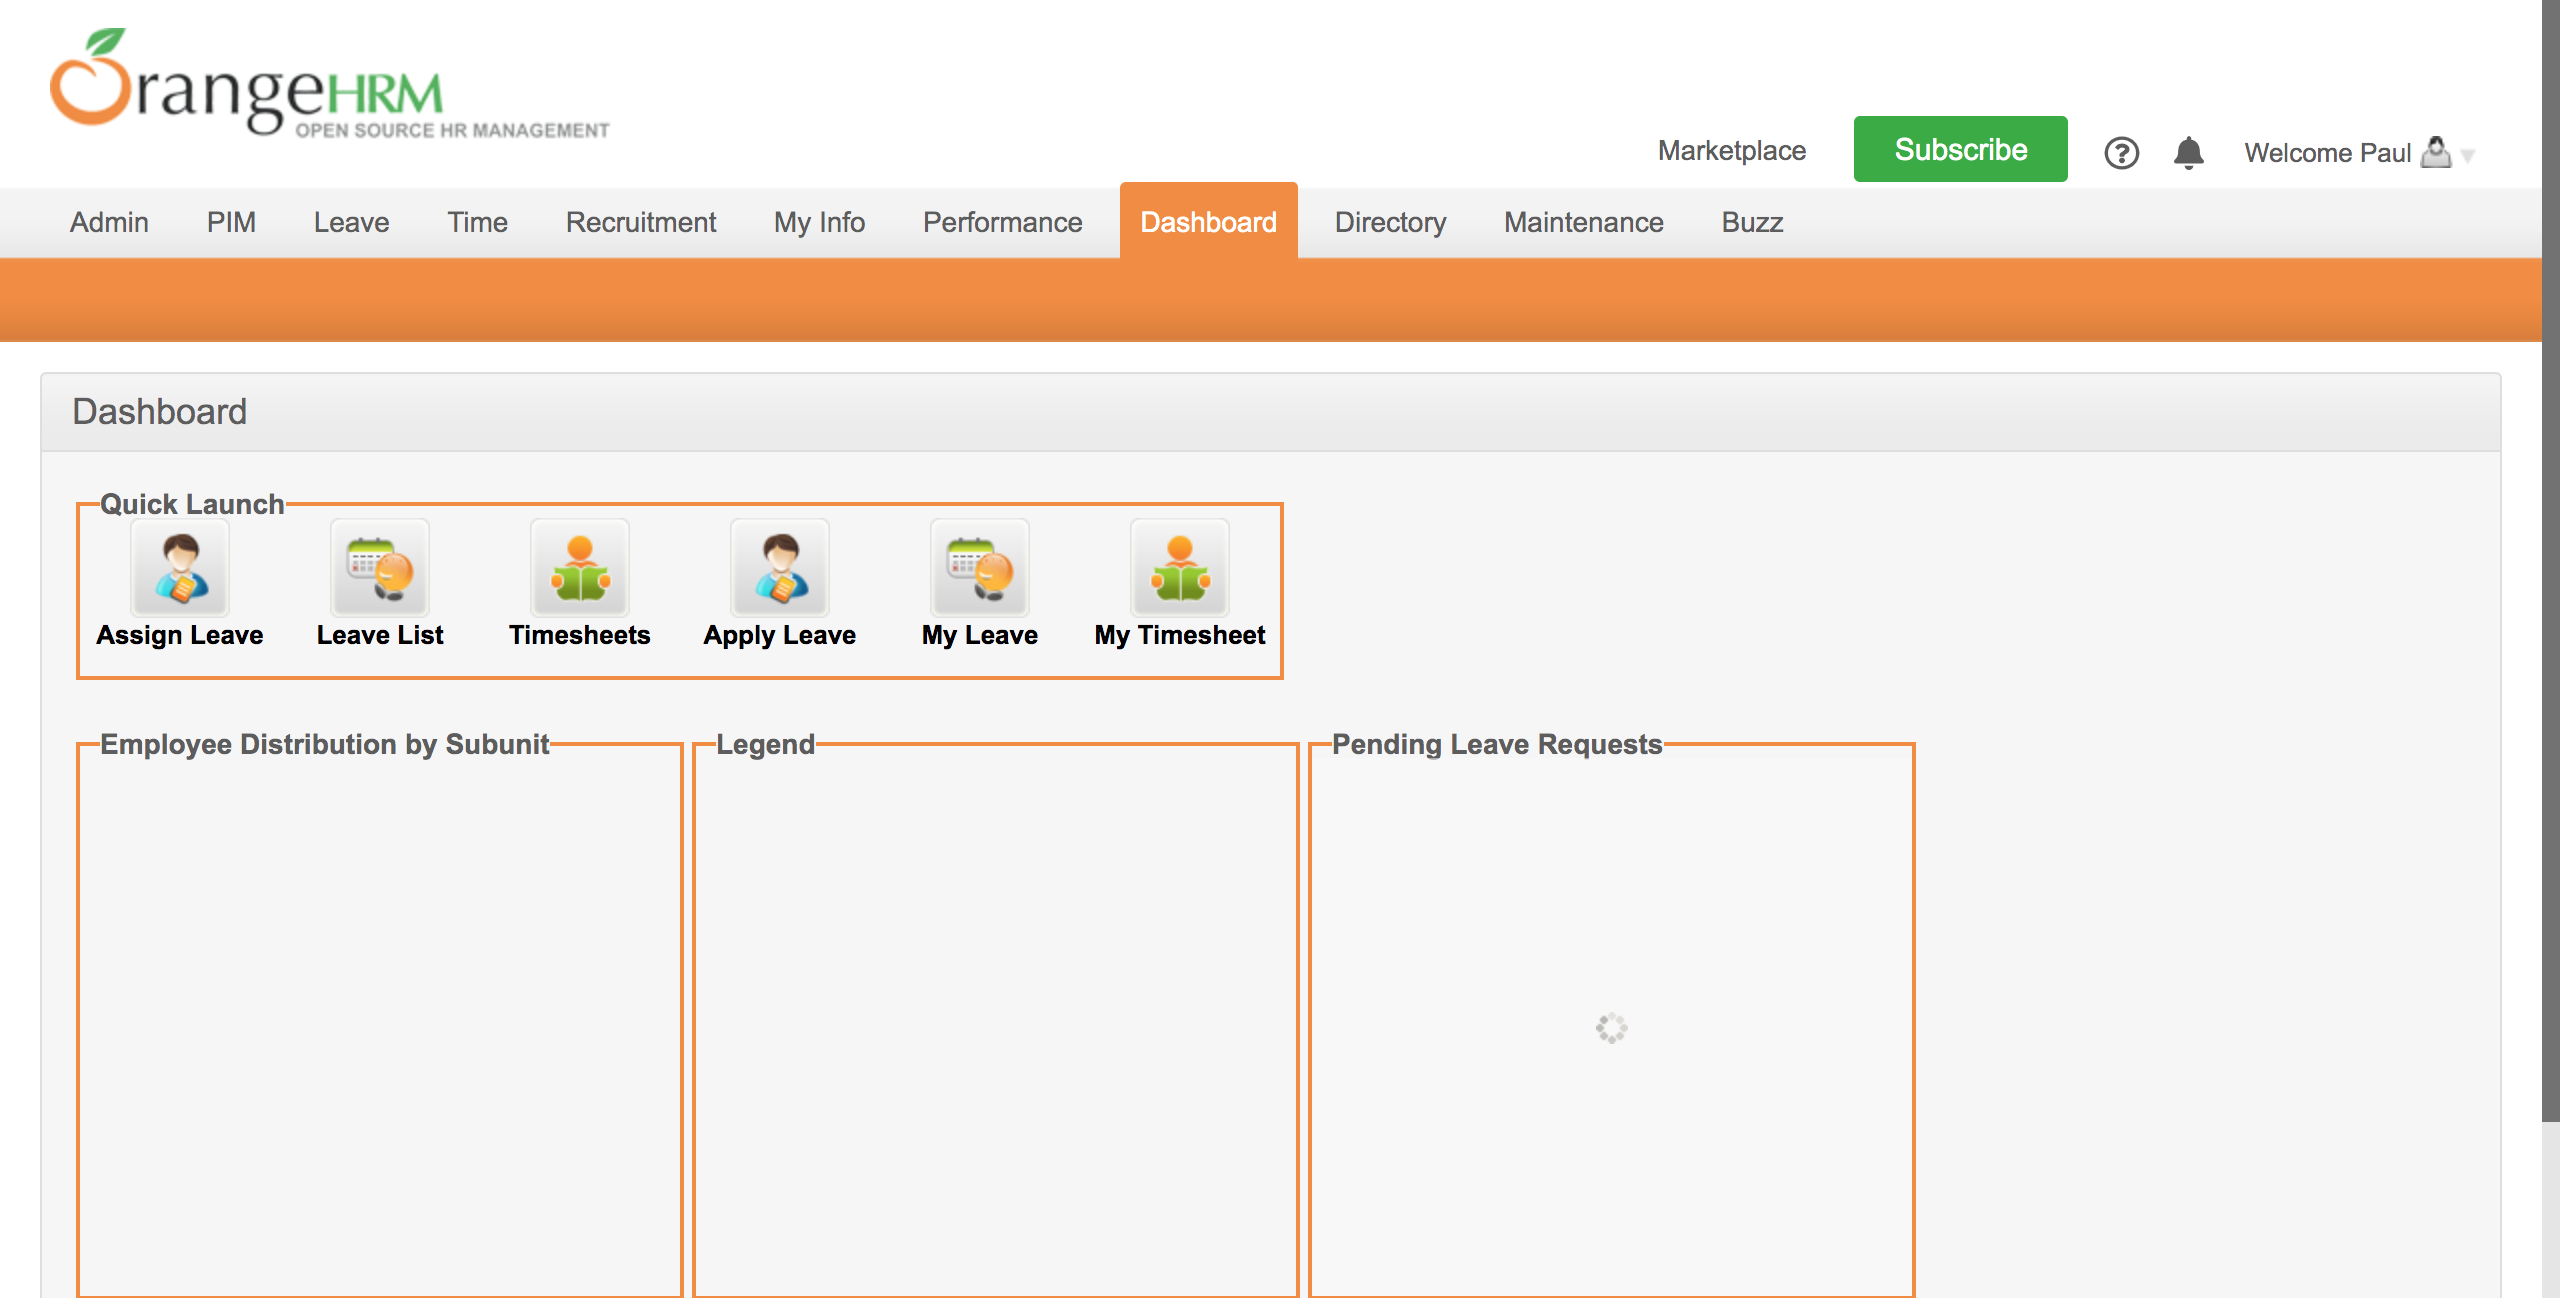 OrangeHRM
OPEN SOURCE HR MANAGEMENT
Marketplace
Subscribe
?
Welcome Paul
Admin PIM Leave Time Recruitment My Info Performance Dashboard Directory Maintenance Buzz
Dashboard
Quick Launch
Assign Leave Leave List Timesheets Apply Leave My Leave My Timesheet
Employee Distribution by Subunit Legend Pending Leave Requests